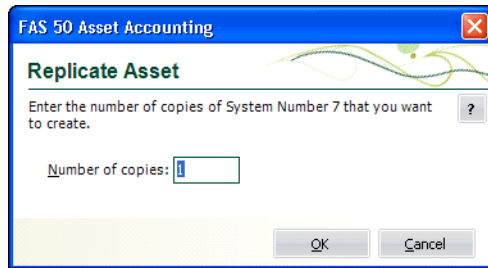 FAS 50 Asset Accounting
Replicate Asset
Enter the number of copies of System Number 7 that you want
to create.
?
Number of copies: 1
OK Cancel